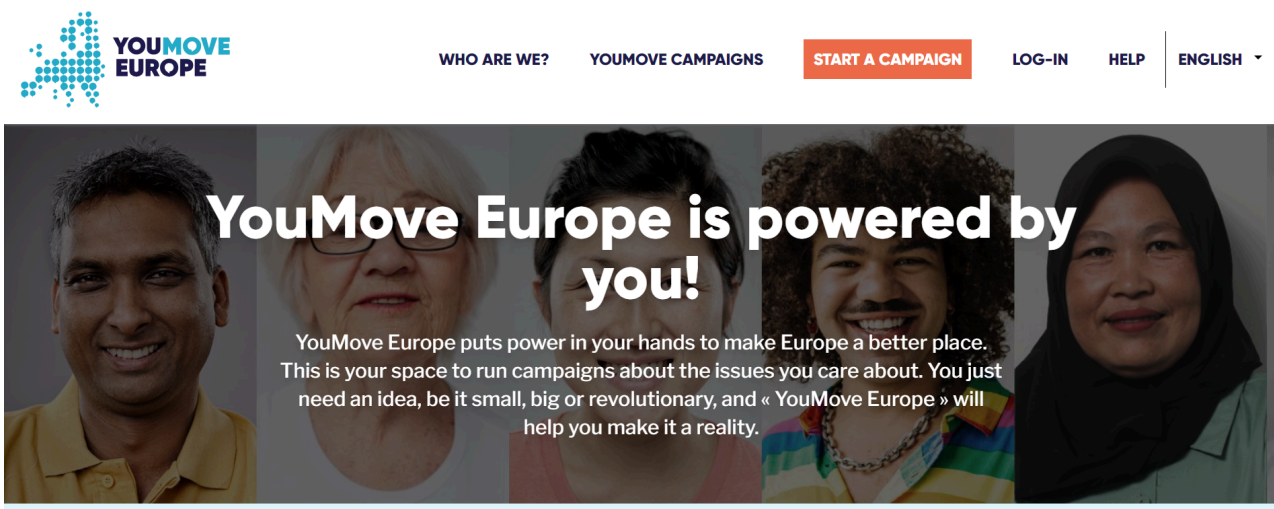 YOUMOVE
EUROPE
WHO ARE WE?
YOUMOVE CAMPAIGNS
START A CAMPAIGN
LOG-IN
HELP
ENGLISH
YouMove Europe is powered by
you!
YouMove Europe puts power in your hands to make Europe a better place.
This is your space to run campaigns about the issues you care about. You just
need an idea, be it small, big or revolutionary, and « YouMove Europe » will
help you make it a reality.